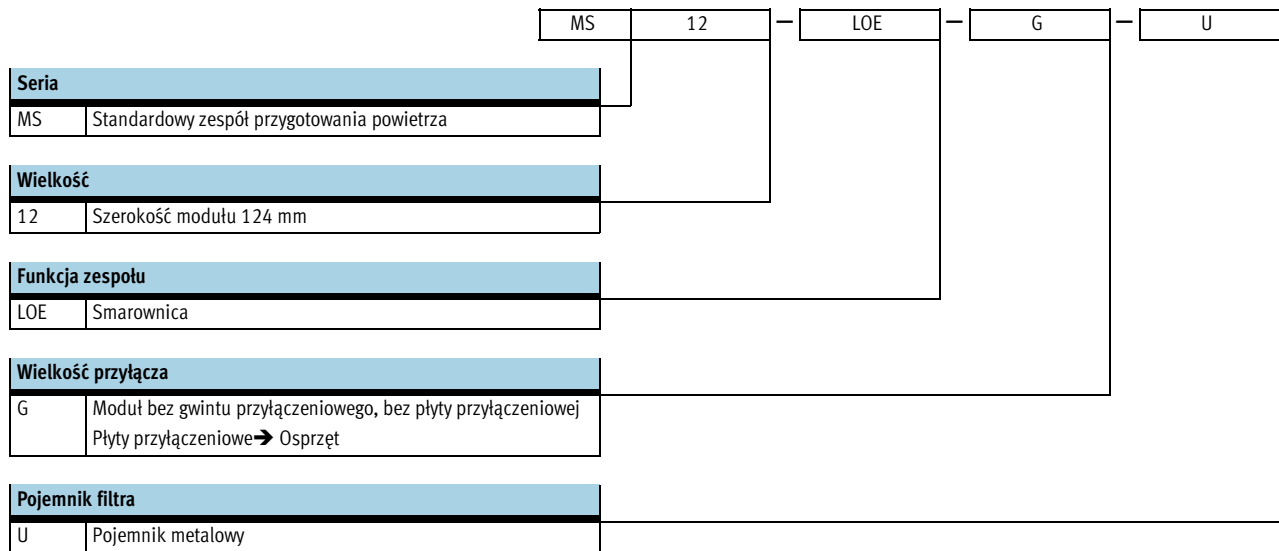 MS 12 – LOE – G – U
Seria
MS Standardowy zespół przygotowania powietrza
Wielkość
12 Szerokość modułu 124 mm
Funkcja zespołu
LOE Smarownica
Wielkość przyłącza
G Moduł bez gwintu przyłączeniowego, bez płyty przyłączeniowej
Płyty przyłączeniowe➔ Osprzęt
Pojemnik filtra
U Pojemnik metalowy